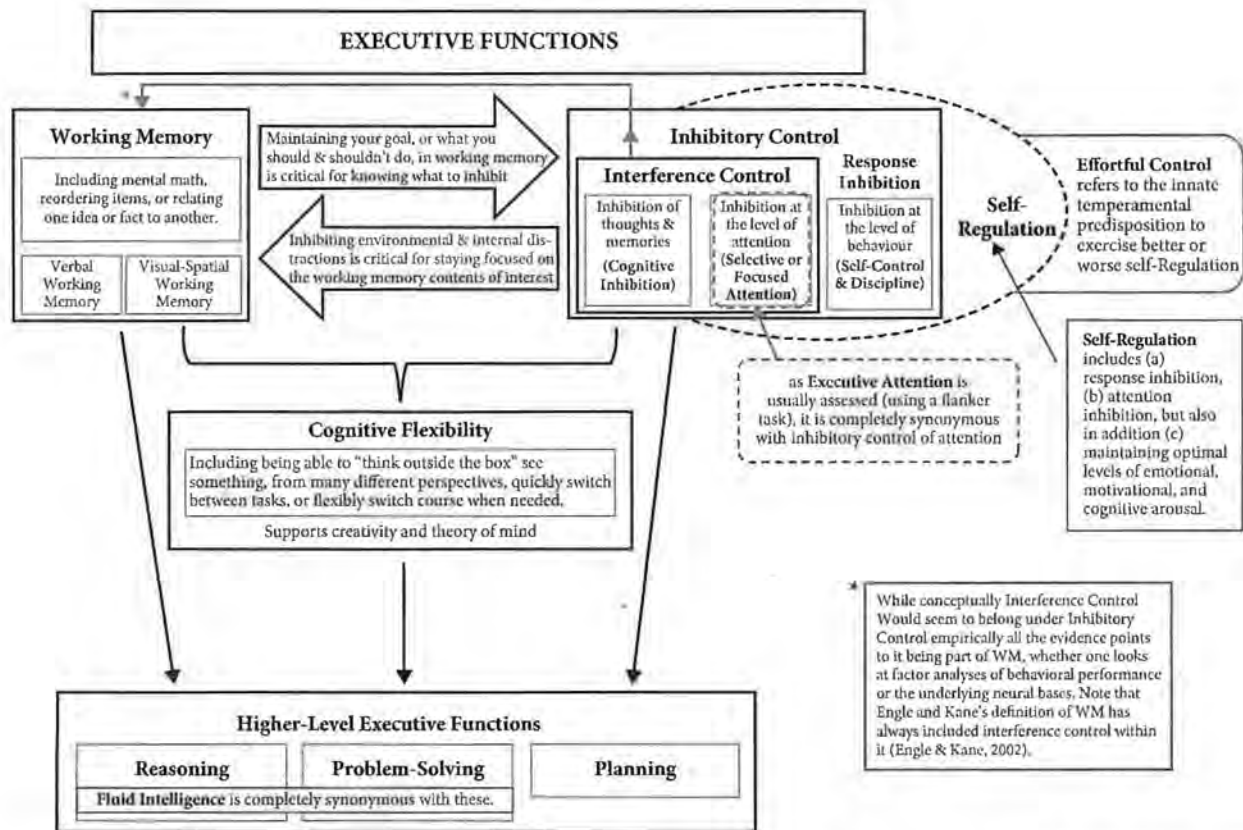 EXECUTIVE FUNCTIONS
Working Memory
Including mental math,
reordering items, or relating
one idea or fact to another.
Verbal
Working
Memory
Visual-Spatial
Working
Memory
Maintaining your goal, or what you
should & shouldn't do, in working memory
is critical for knowing what to inhibit
Inhibiting environmental & internal dis-
tractions is critical for staying focused on
the working memory contents of interest
Inhibitory Control
Interference Control
Inhibition of
thoughts &
memories
(Cognitive
Inhibition)
Inhibition at
the level of
attention
(Selective or
Focused
Attention)
Response
Inhibition
Inhibition at
the level of
behaviour
(Self-Control
& Discipline)
Self-
Regulation
Effortful Control
refers to the innate
temperamental
predisposition to
exercise better or
worse self-Regulation
Self-Regulation
includes (a)
response inhibition,
(b) attention
inhibition, but also
in addition (c)
maintaining optimal
levels of emotional,
motivational, and
cognitive arousal.
as Executive Attention is
usually assessed (using a flanker
task), it is completely synonymous
with inhibitory control of attention
Cognitive Flexibility
Including being able to "think outside the box" see
something, from many different perspectives, quickly switch
between tasks, or flexibly switch course when needed.
Supports creativity and theory of mind
* While conceptually Interference Control
Would seem to belong under Inhibitory
Control empirically all the evidence points
to it being part of WM, whether one looks
at factor analyses of behavioral performance
or the underlying neural bases. Note that
Engle and Kane's definition of WM has
always included interference control within
it (Engle & Kane, 2002).
Higher-Level Executive Functions
Reasoning
Problem-Solving
Planning
Fluid Intelligence is completely synonymous with these.